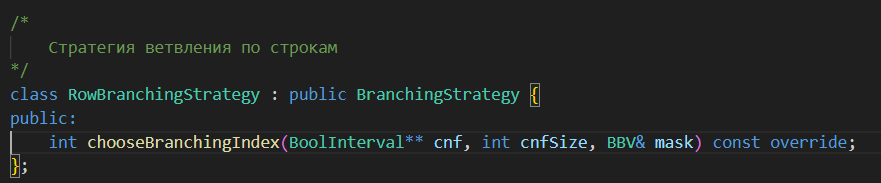 /*
    Стратегия ветвления по строкам
*/
class RowBranchingStrategy : public BranchingStrategy {
public:
    int chooseBranchingIndex(BoolInterval** cnf, int cnfSize, BBV& mask) const override;
};